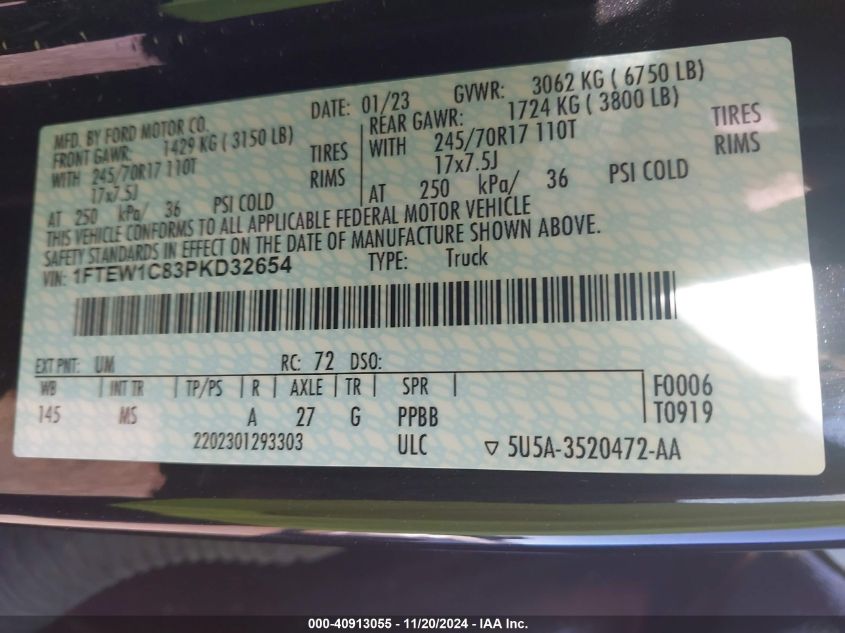 MFD. BY FORD MOTOR CO. DATE: 01/23 GVWR: 3062 KG ( 6750 LB)
FRONT GAWR: 1429 KG ( 3150 LB) REAR GAWR: 1724 KG ( 3800 LB)
WITH 245/70R17 110T TIRES WITH 245/70R17 110T TIRES
17x7.5J RIMS 17x7.5J RIMS
AT 250 kPa/ 36 PSI COLD AT 250 kPa/ 36 PSI COLD
THIS VEHICLE CONFORMS TO ALL APPLICABLE FEDERAL MOTOR VEHICLE
SAFETY STANDARDS IN EFFECT ON THE DATE OF MANUFACTURE SHOWN ABOVE.
VIN: 1FTEW1C83PKD32654 TYPE: Truck
EXT PNT: UM RC: 72 DSO:
WB INT TR TP/PS R AXLE TR SPR F0006
145 MS A 27 G PPBB T0919
2202301293303 ULC ▽ 5U5A-3520472-AA
000-40913055 - 11/20/2024 - IAA Inc.